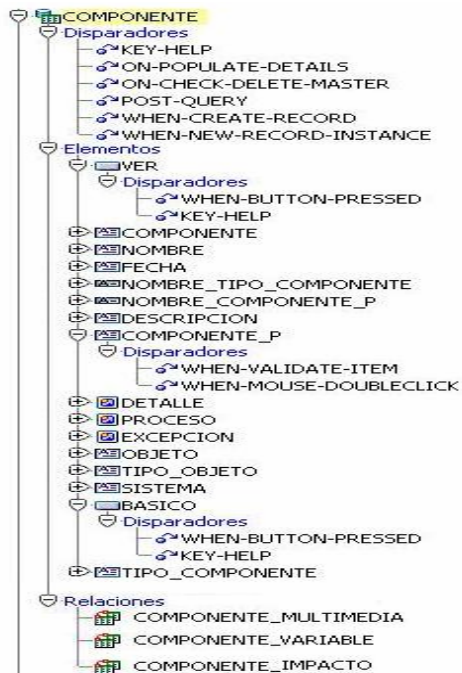 COMPONENTE
Disparadores
KEY-HELP
ON-POPULATE-DETAILS
ON-CHECK-DELETE-MASTER
POST-QUERY
WHEN-CREATE-RECORD
WHEN-NEW-RECORD-INSTANCE
Elementos
VER
Disparadores
WHEN-BUTTON-PRESSED
KEY-HELP
COMPONENTE
NOMBRE
FECHA
NOMBRE_TIPO_COMPONENTE
NOMBRE_COMPONENTE_P
DESCRIPCION
COMPONENTE_P
Disparadores
WHEN-VALIDATE-ITEM
WHEN-MOUSE-DOUBLECLICK
DETALLE
PROCESO
EXCEPCION
OBJETO
TIPO_OBJETO
SISTEMA
BASICO
Disparadores
WHEN-BUTTON-PRESSED
KEY-HELP
TIPO_COMPONENTE
Relaciones
COMPONENTE_MULTIMEDIA
COMPONENTE_VARIABLE
COMPONENTE_IMPACTO